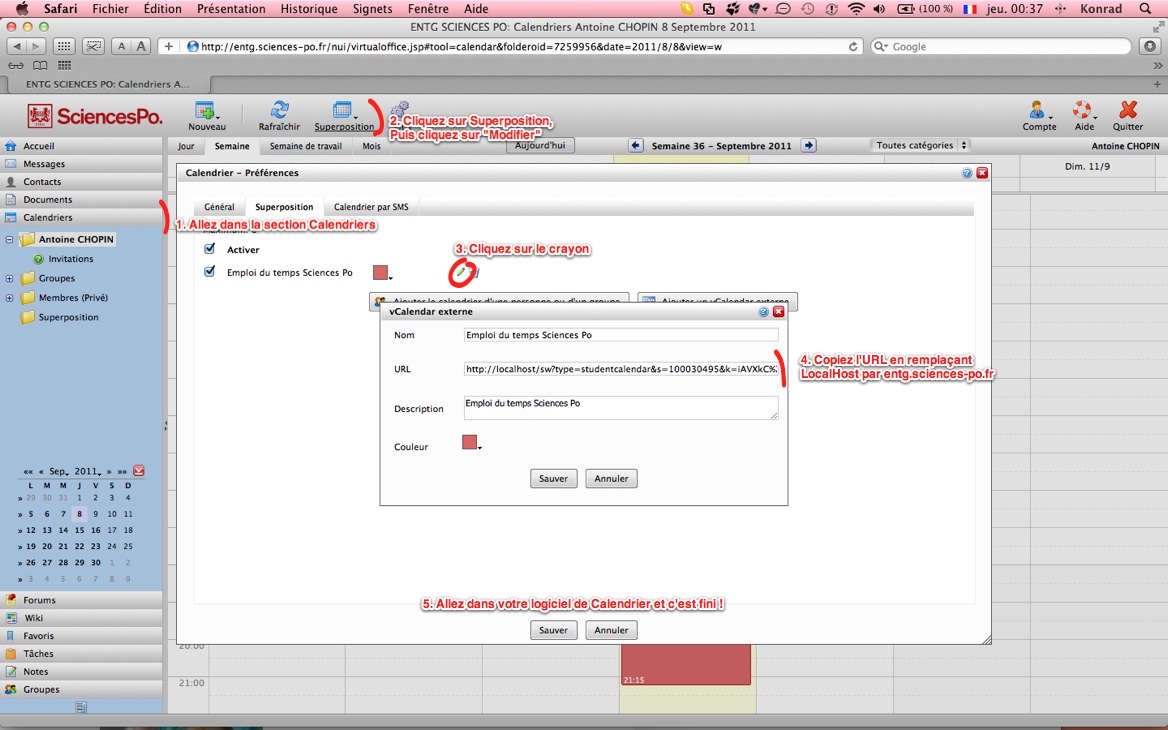 Safari Fichier Édition Présentation Historique Signets Fenêtre Aide (100 %) jeu. 00:37 Konrad
ENTG SCIENCES PO: Calendriers Antoine CHOPIN 8 Septembre 2011
A A + http://entg.sciences-po.fr/nui/virtualoffice.jsp#tool=calendar&folderoid=7259956&date=2011/8/8&view=w Google
ENTG SCIENCES PO: Calendriers A...
SciencesPo.
Nouveau Rafraîchir Superposition Compte Aide Quitter
2. Cliquez sur Superposition,
Puis cliquez sur "Modifier"
Accueil
Messages
Contacts
Documents
Calendriers
Jour Semaine Semaine de travail Mois Aujourd'hui Semaine 36 – Septembre 2011 Toutes catégories Antoine CHOPIN
Dim. 11/9
1. Allez dans la section Calendriers
Antoine CHOPIN
Invitations
Groupes
Membres (Privé)
Superposition
Calendrier – Préférences
Général Superposition Calendrier par SMS
Activer
3. Cliquez sur le crayon
Emploi du temps Sciences Po
Ajouter le calendrier d'une personne ou d'un groupe Ajouter un vCalendar externe
vCalendar externe
Nom Emploi du temps Sciences Po
URL http://localhost/sw?type=studentcalendar&s=100030495&k=iAVXkC%
Description Emploi du temps Sciences Po
Couleur
Sauver Annuler
4. Copiez l'URL en remplaçant
LocalHost par entg.sciences-po.fr
5. Allez dans votre logiciel de Calendrier et c'est fini !
Sauver Annuler
«« « Sep. 2011 » »»
L M M J V S D
» 29 30 31 1 2 3 4
» 5 6 7 8 9 10 11
» 12 13 14 15 16 17 18
» 19 20 21 22 23 24 25
» 26 27 28 29 30 1 2
» 3 4 5 6 7 8 9
Forums
Wiki
Favoris
Tâches
Notes
Groupes
20:00
21:00
21:15